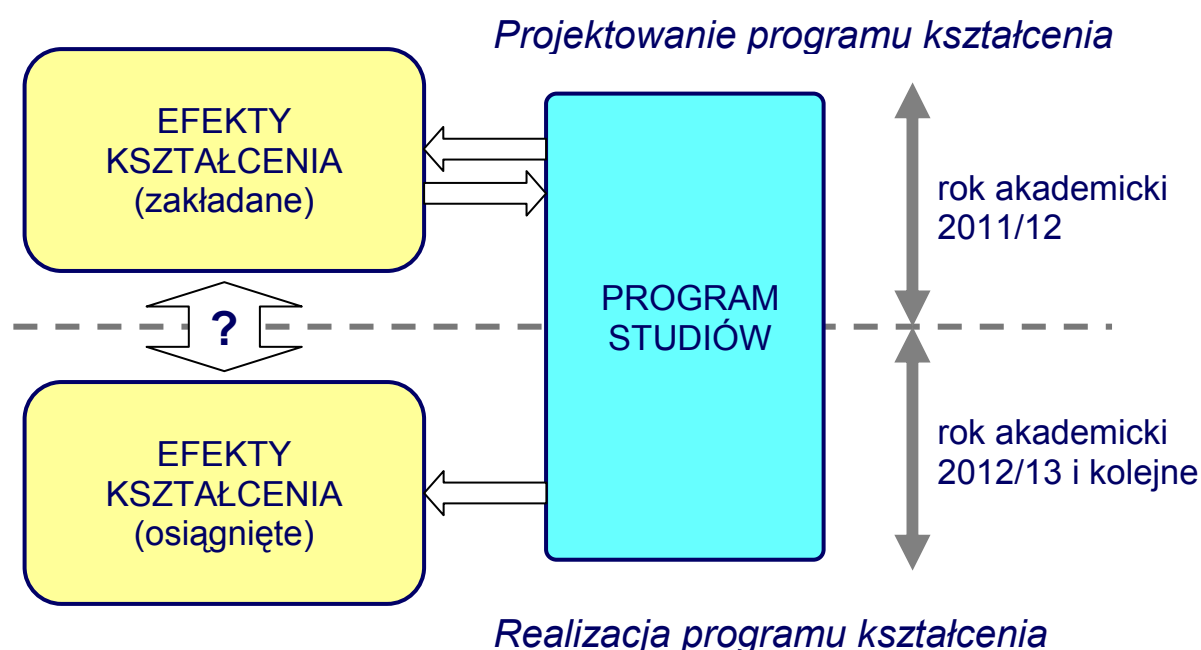 Projektowanie programu kształcenia
EFEKTY
KSZTAŁCENIA
(zakładane)
rok akademicki
2011/12
PROGRAM
STUDIÓW
?
EFEKTY
KSZTAŁCENIA
(osiągnięte)
rok akademicki
2012/13 i kolejne
Realizacja programu kształcenia